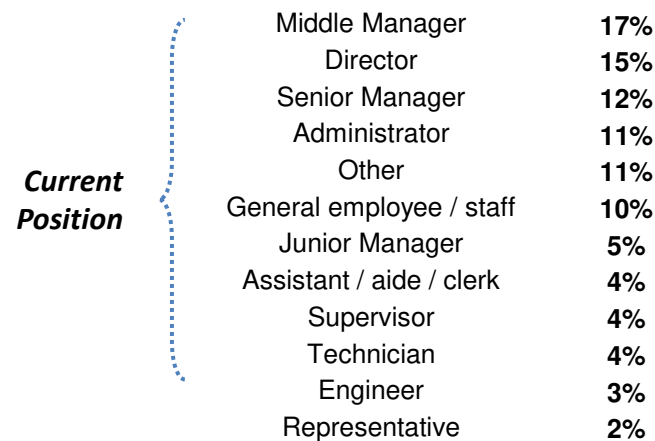 Current
Position
Middle Manager 17%
Director 15%
Senior Manager 12%
Administrator 11%
Other 11%
General employee / staff 10%
Junior Manager 5%
Assistant / aide / clerk 4%
Supervisor 4%
Technician 4%
Engineer 3%
Representative 2%